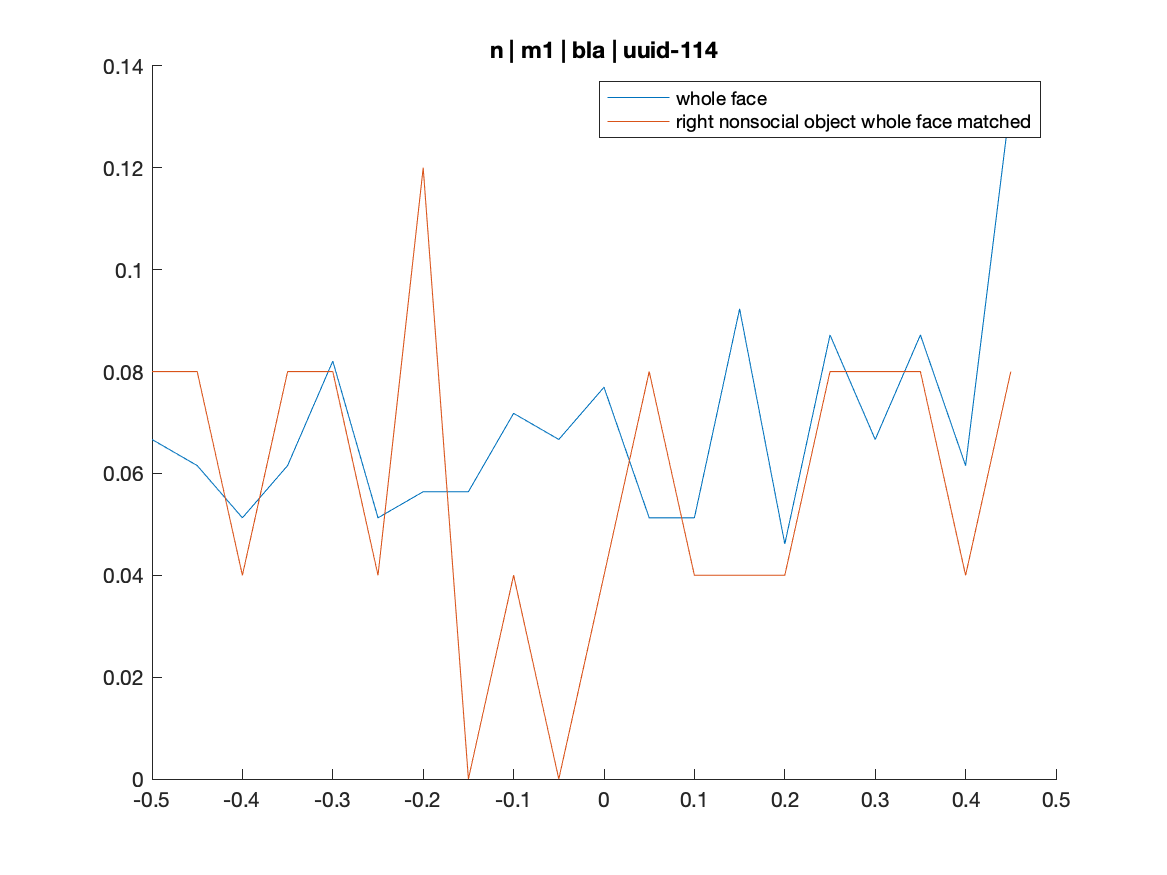 n | m1 | bla | uuid-114
whole face
right nonsocial object whole face matched
0.14
0.12
0.1
0.08
0.06
0.04
0.02
0
-0.5 -0.4 -0.3 -0.2 -0.1 0 0.1 0.2 0.3 0.4 0.5